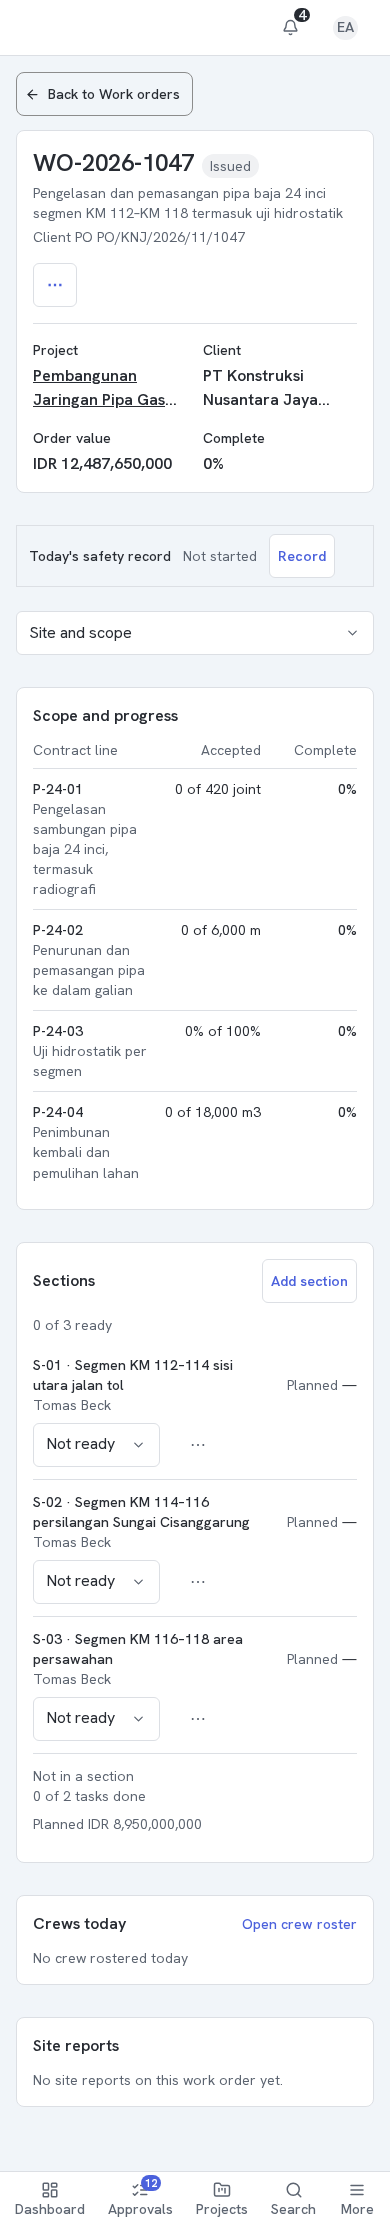 4
EA
Back to Work orders
WO-2026-1047 Issued
Pengelasan dan pemasangan pipa baja 24 inci
segmen KM 112–KM 118 termasuk uji hidrostatik
Client PO PO/KNJ/2026/11/1047
...
Project Client
Pembangunan PT Konstruksi
Jaringan Pipa Gas... Nusantara Jaya...
Order value Complete
IDR 12,487,650,000 0%
Today's safety record Not started Record
Site and scope
Scope and progress
Contract line Accepted Complete
P-24-01 0 of 420 joint 0%
Pengelasan
sambungan pipa
baja 24 inci,
termasuk
radiografi
P-24-02 0 of 6,000 m 0%
Penurunan dan
pemasangan pipa
ke dalam galian
P-24-03 0% of 100% 0%
Uji hidrostatik per
segmen
P-24-04 0 of 18,000 m3 0%
Penimbunan
kembali dan
pemulihan lahan
Sections Add section
0 of 3 ready
S-01 · Segmen KM 112–114 sisi
utara jalan tol Planned —
Tomas Beck
Not ready ...
S-02 · Segmen KM 114–116
persilangan Sungai Cisanggarung Planned —
Tomas Beck
Not ready ...
S-03 · Segmen KM 116–118 area
persawahan Planned —
Tomas Beck
Not ready ...
Not in a section
0 of 2 tasks done
Planned IDR 8,950,000,000
Crews today Open crew roster
No crew rostered today
Site reports
No site reports on this work order yet.
12
Dashboard Approvals Projects Search More